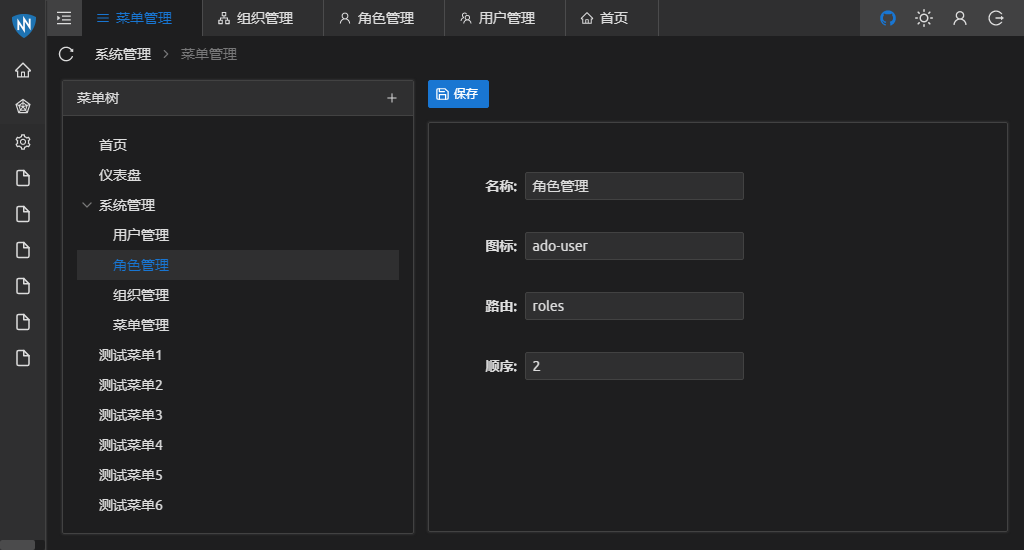 菜单管理
组织管理
角色管理
用户管理
首页
系统管理 > 菜单管理
菜单树
保存
首页
仪表盘
系统管理
用户管理
角色管理
组织管理
菜单管理
测试菜单1
测试菜单2
测试菜单3
测试菜单4
测试菜单5
测试菜单6
名称: 角色管理
图标: ado-user
路由: roles
顺序: 2